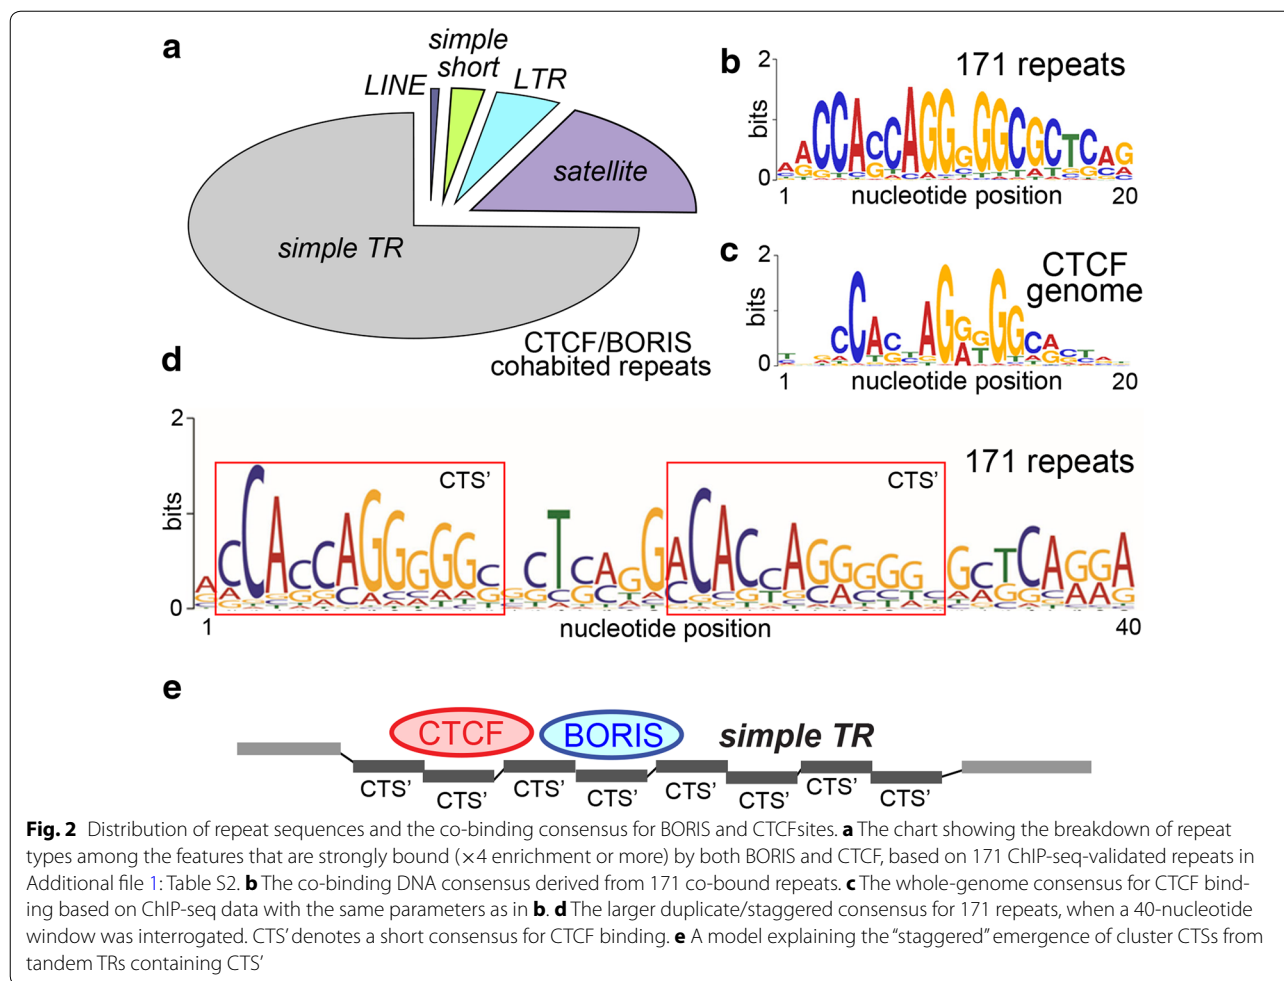 a
simple
short
LINE
LTR
satellite
simple TR
CTCF/BORIS
cohabited repeats
b
2
171 repeats
bits
0
1
nucleotide position
20
c
2
CTCF
genome
bits
0
1
nucleotide position
20
d
2
171 repeats
CTS’
CTS’
bits
0
1
nucleotide position
40
e
CTCF
BORIS
simple TR
CTS’
CTS’
CTS’
CTS’
CTS’
CTS’
CTS’
CTS’
Fig. 2 Distribution of repeat sequences and the co-binding consensus for BORIS and CTCFsites. a The chart showing the breakdown of repeat
types among the features that are strongly bound (×4 enrichment or more) by both BORIS and CTCF, based on 171 ChIP-seq-validated repeats in
Additional file 1: Table S2. b The co-binding DNA consensus derived from 171 co-bound repeats. c The whole-genome consensus for CTCF bind-
ing based on ChIP-seq data with the same parameters as in b. d The larger duplicate/staggered consensus for 171 repeats, when a 40-nucleotide
window was interrogated. CTS’ denotes a short consensus for CTCF binding. e A model explaining the “staggered” emergence of cluster CTSs from
tandem TRs containing CTS’